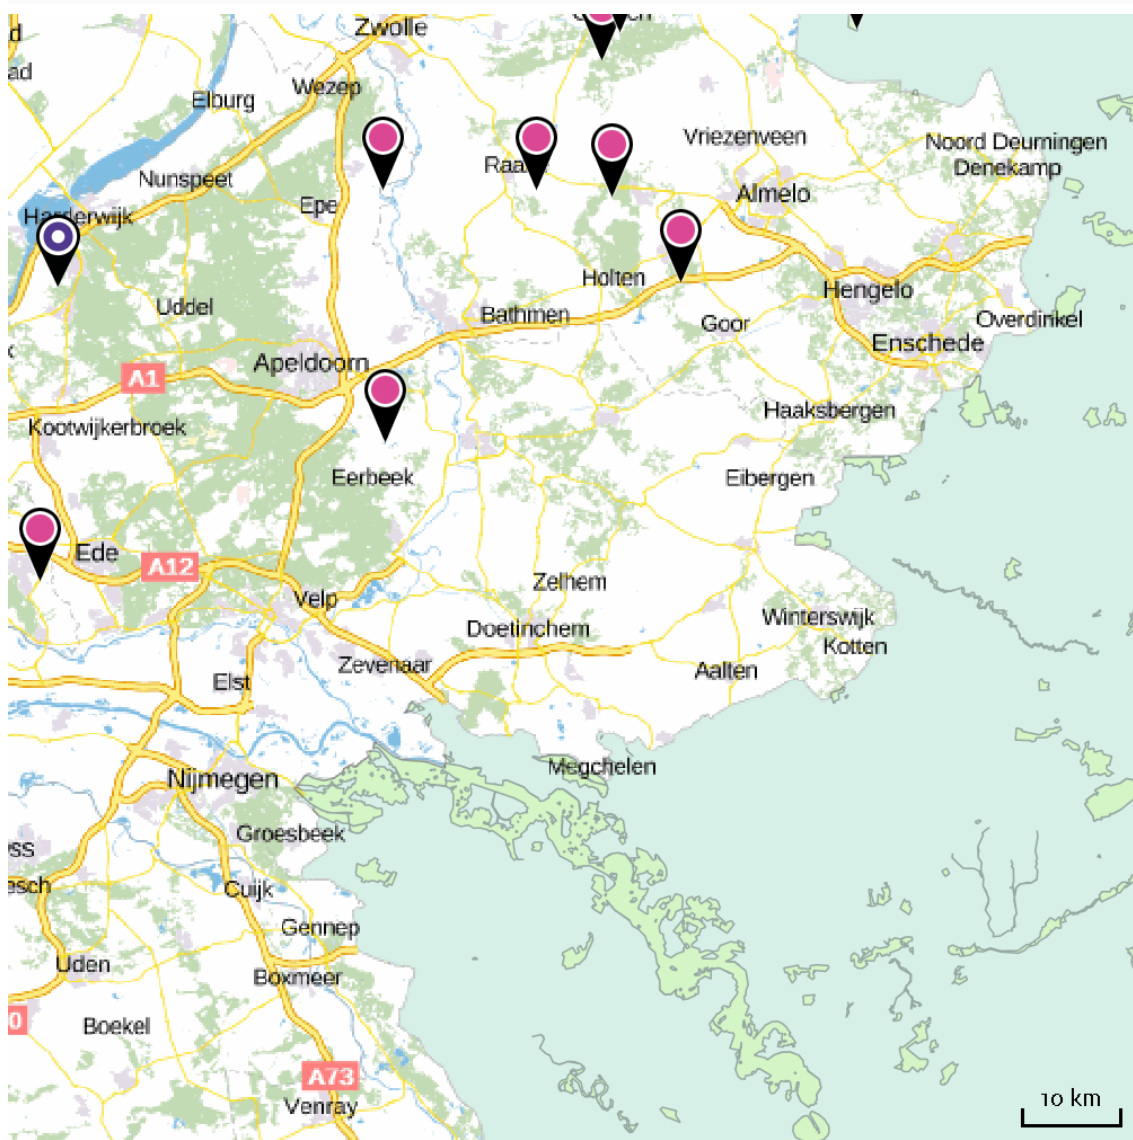 Zwolle
Wezep
Elburg
Vriezenveen
Noord Deurningen
Denekamp
Nunspeet
Almelo
Epe
Harderwijk
Holten
Hengelo
Uddel
Bathmen
Goor
Overdinkel
Enschede
Apeldoorn
A1
Haaksbergen
Kootwijkerbroek
Eerbeek
Eibergen
Ede
A12
Zelhem
Velp
Winterswijk
Doetinchem
Kotten
Zevenaar
Aalten
Elst
Megchelen
Nijmegen
Groesbeek
Cuijk
Gennep
Uden
Boxmeer
Boekel
A73
Venray
10 km